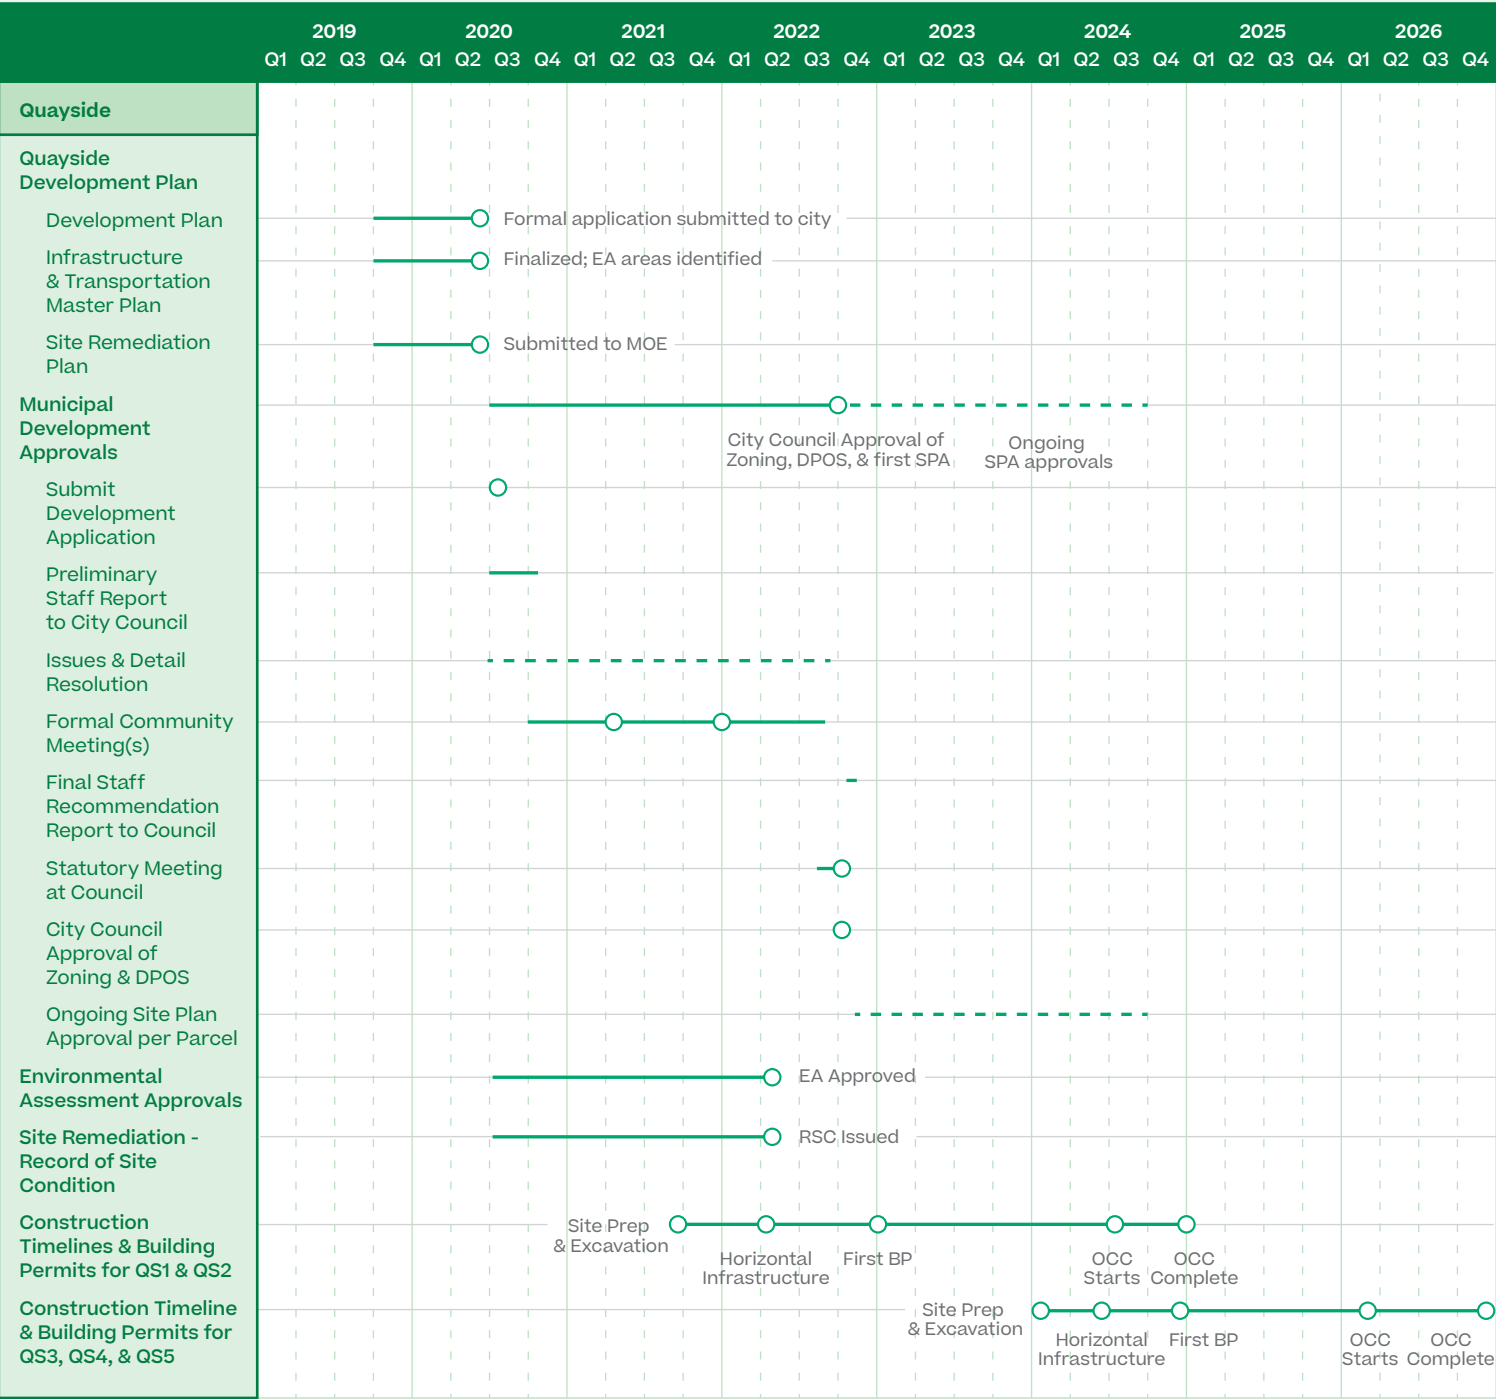 2019 2020 2021 2022 2023 2024 2025 2026
Q1 Q2 Q3 Q4 Q1 Q2 Q3 Q4 Q1 Q2 Q3 Q4 Q1 Q2 Q3 Q4 Q1 Q2 Q3 Q4 Q1 Q2 Q3 Q4 Q1 Q2 Q3 Q4 Q1 Q2 Q3 Q4
Quayside
Quayside
Development Plan
Development Plan
Formal application submitted to city
Infrastructure
& Transportation
Master Plan
Finalized; EA areas identified
Site Remediation
Plan
Submitted to MOE
Municipal
Development
Approvals
City Council Approval of
Zoning, DPOS, & first SPA
Ongoing
SPA approvals
Submit
Development
Application
Preliminary
Staff Report
to City Council
Issues & Detail
Resolution
Formal Community
Meeting(s)
Final Staff
Recommendation
Report to Council
Statutory Meeting
at Council
City Council
Approval of
Zoning & DPOS
Ongoing Site Plan
Approval per Parcel
Environmental
Assessment Approvals
EA Approved
Site Remediation -
Record of Site
Condition
RSC Issued
Construction
Timelines & Building
Permits for QS1 & QS2
Site Prep
& Excavation
Horizontal
Infrastructure
First BP
OCC
Starts
OCC
Complete
Construction Timeline
& Building Permits for
QS3, QS4, & QS5
Site Prep
& Excavation
Horizontal
Infrastructure
First BP
OCC
Starts
OCC
Complete